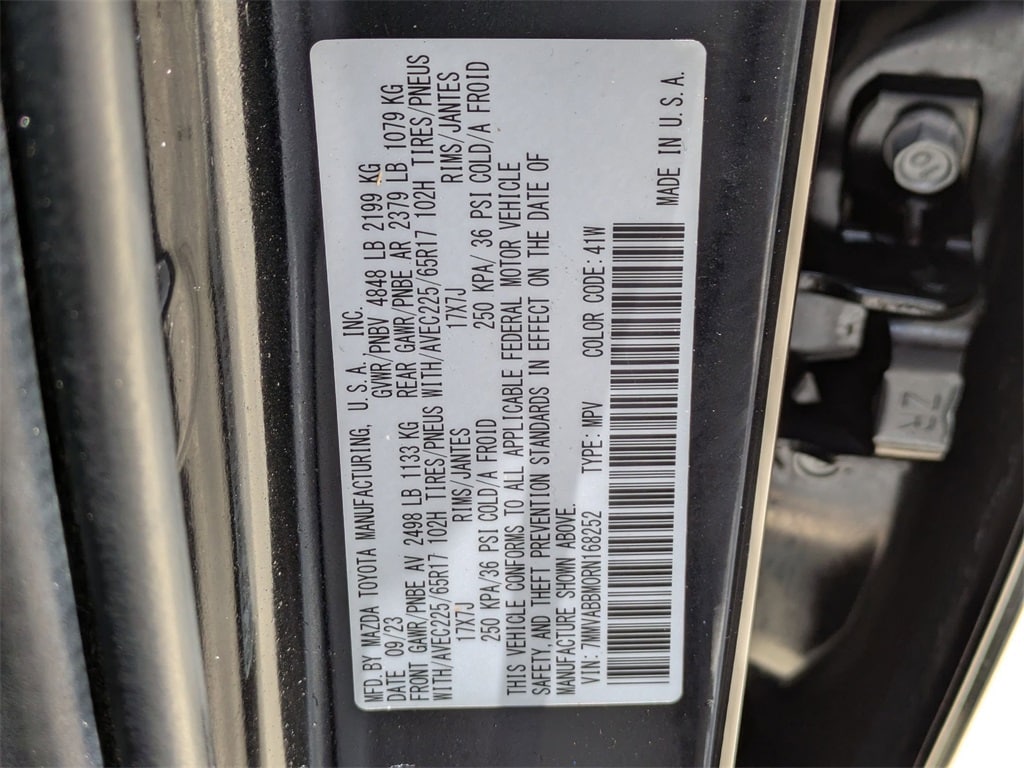 MFD.BY MAZDA TOYOTA MANUFACTURING, U.S.A., INC.
DATE 09/23 GVWR/PNBV 4848 LB 2199 KG
FRONT GAWR/PNBE AV 2498 LB 1133 KG REAR GAWR/PNBE AR 2379 LB 1079 KG
WITH/AVEC225/65R17 102H TIRES/PNEUS WITH/AVEC225/65R17 102H TIRES/PNEUS
17X7J RIMS/JANTES 17X7J RIMS/JANTES
250 KPA/36 PSI COLD/A FROID 250 KPA/ 36 PSI COLD/A FROID
THIS VEHICLE CONFORMS TO ALL APPLICABLE FEDERAL MOTOR VEHICLE
SAFETY,AND THEFT PREVENTION STANDARDS IN EFFECT ON THE DATE OF
MANUFACTURE SHOWN ABOVE.
VIN: 7MMVABBM0RN168252 TYPE: MPV COLOR CODE: 41W
MADE IN U.S.A.